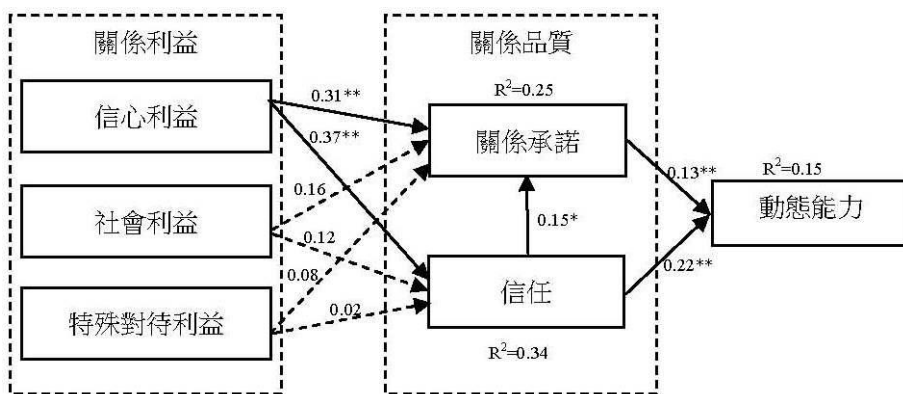 關係利益
信心利益
社會利益
特殊對待利益
0.31**
0.37**
0.16
0.12
0.08
0.02
關係品質
R²=0.25
關係承諾
0.15*
信任
R²=0.34
0.13**
0.22**
R²=0.15
動態能力